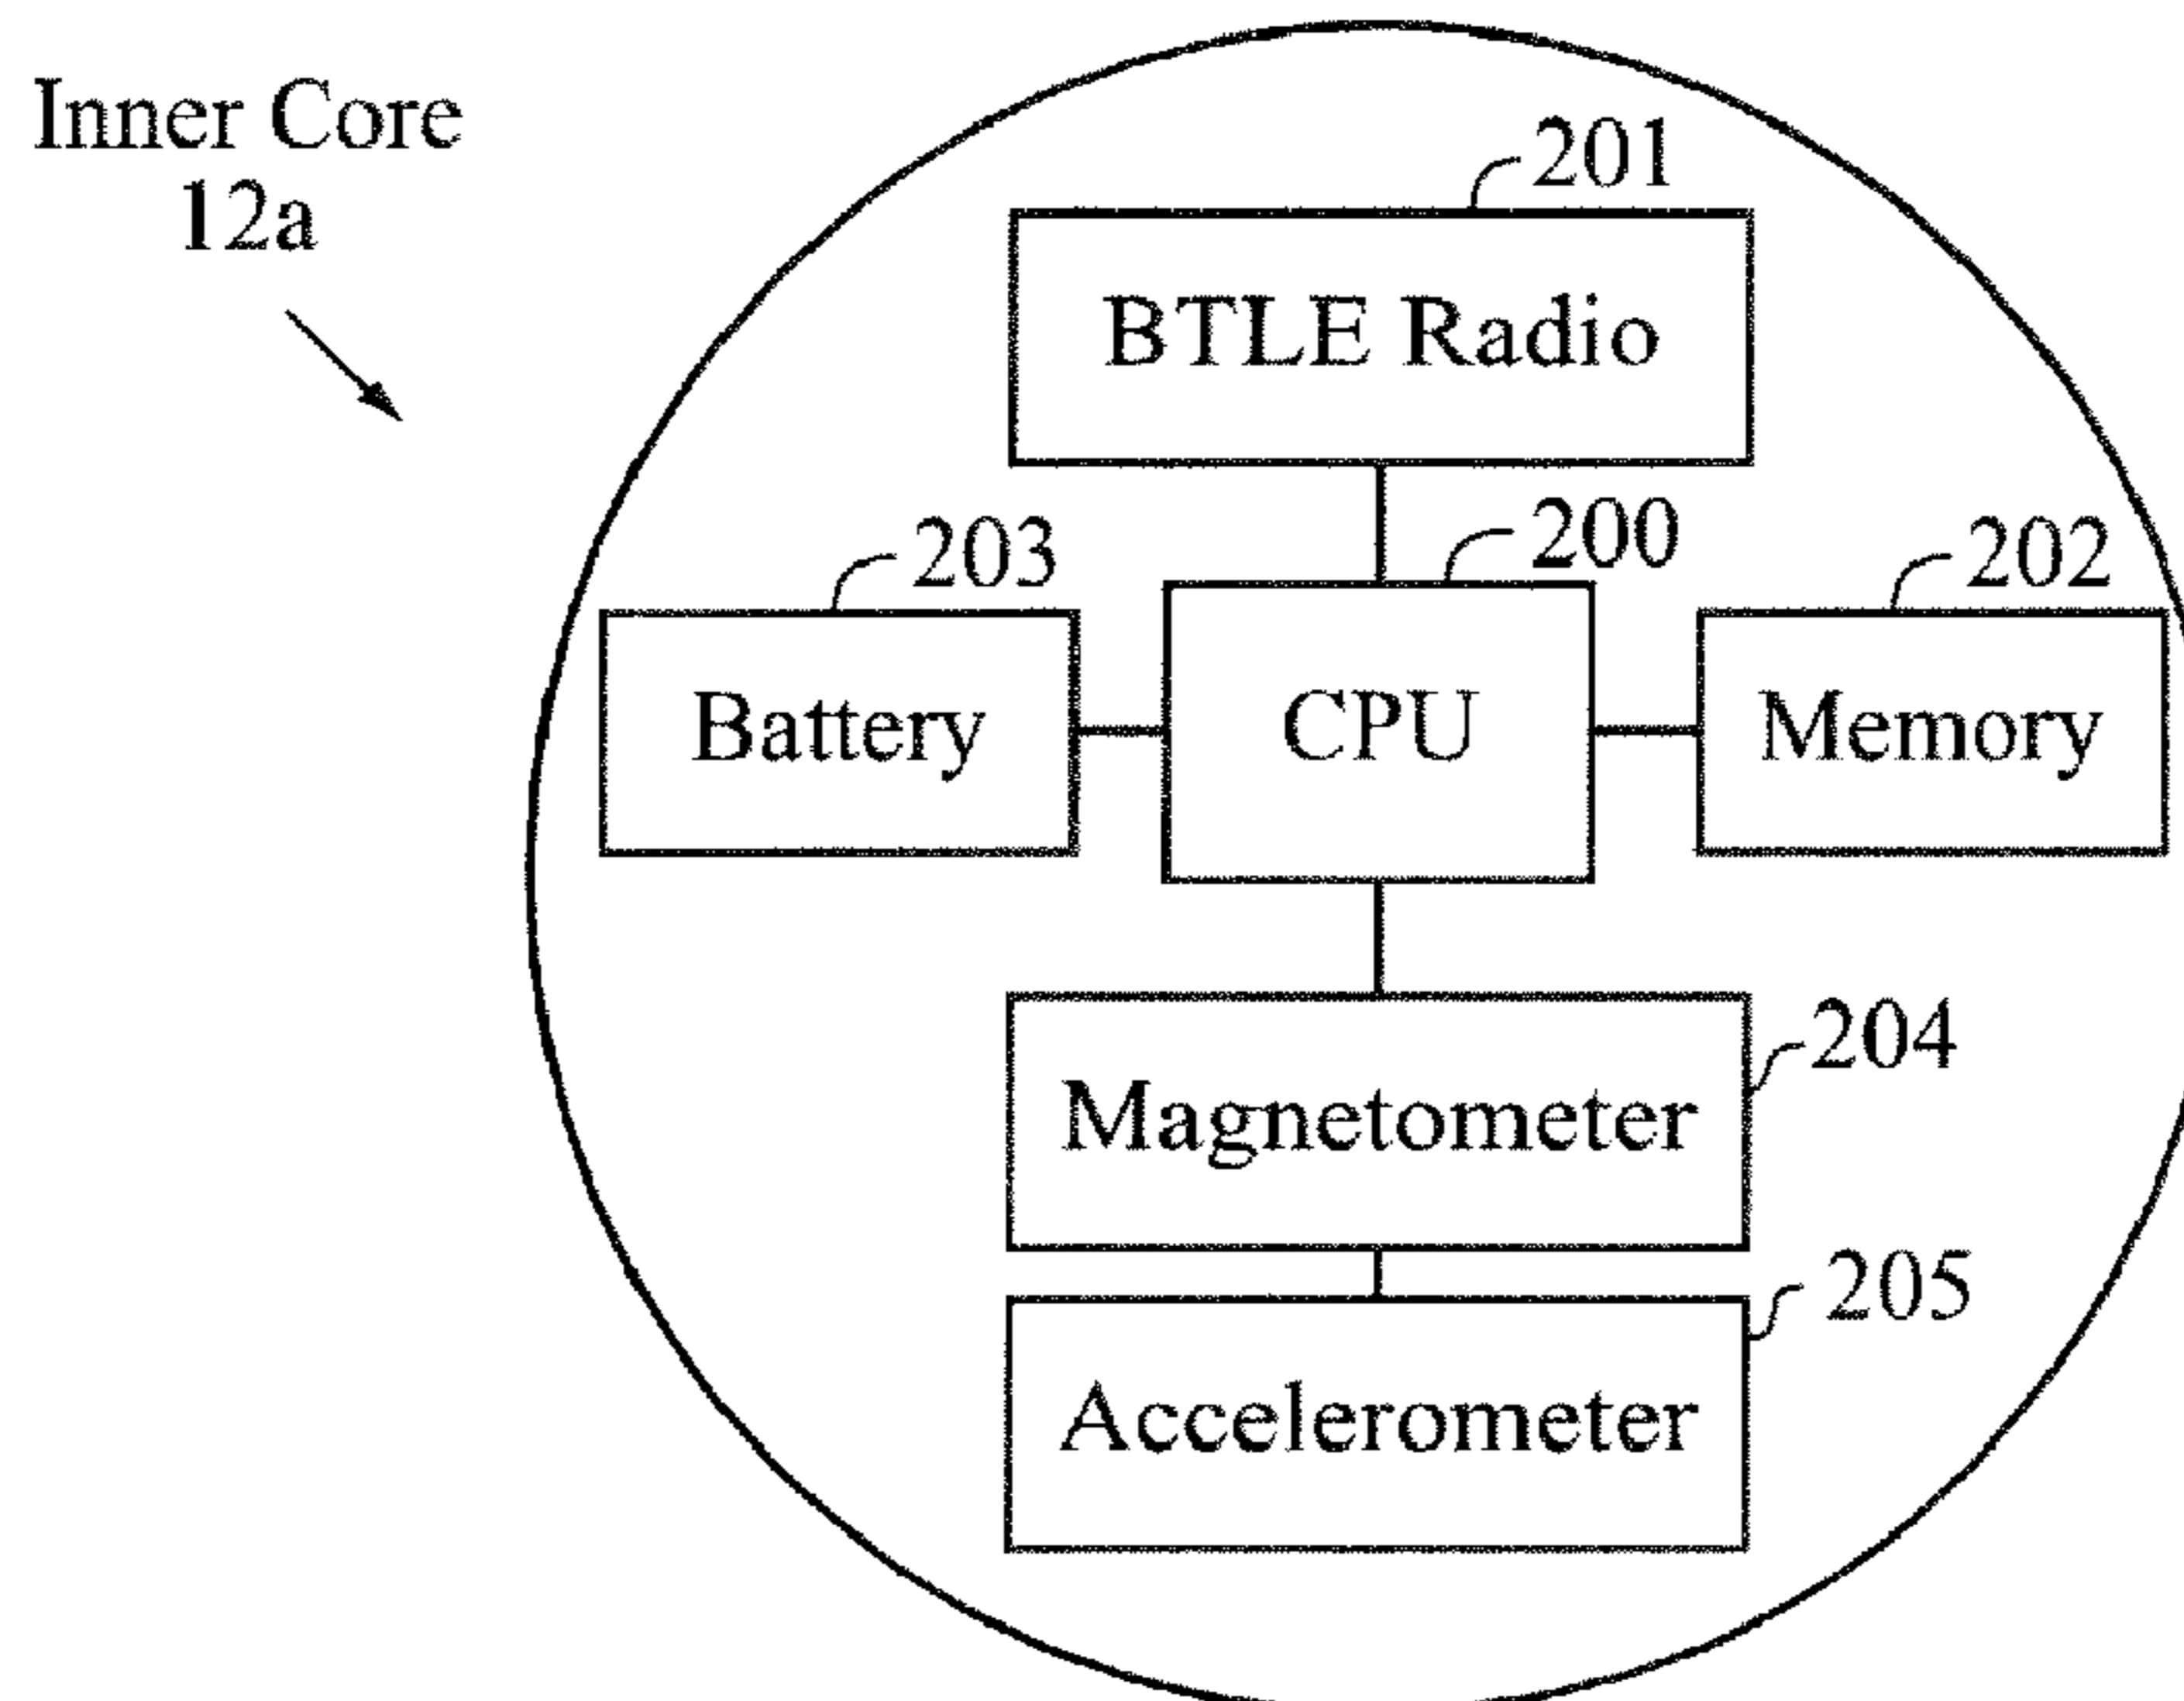 Inner Core
12a
201
BTLE Radio
200
203
202
Battery
CPU
Memory
204
Magnetometer
205
Accelerometer